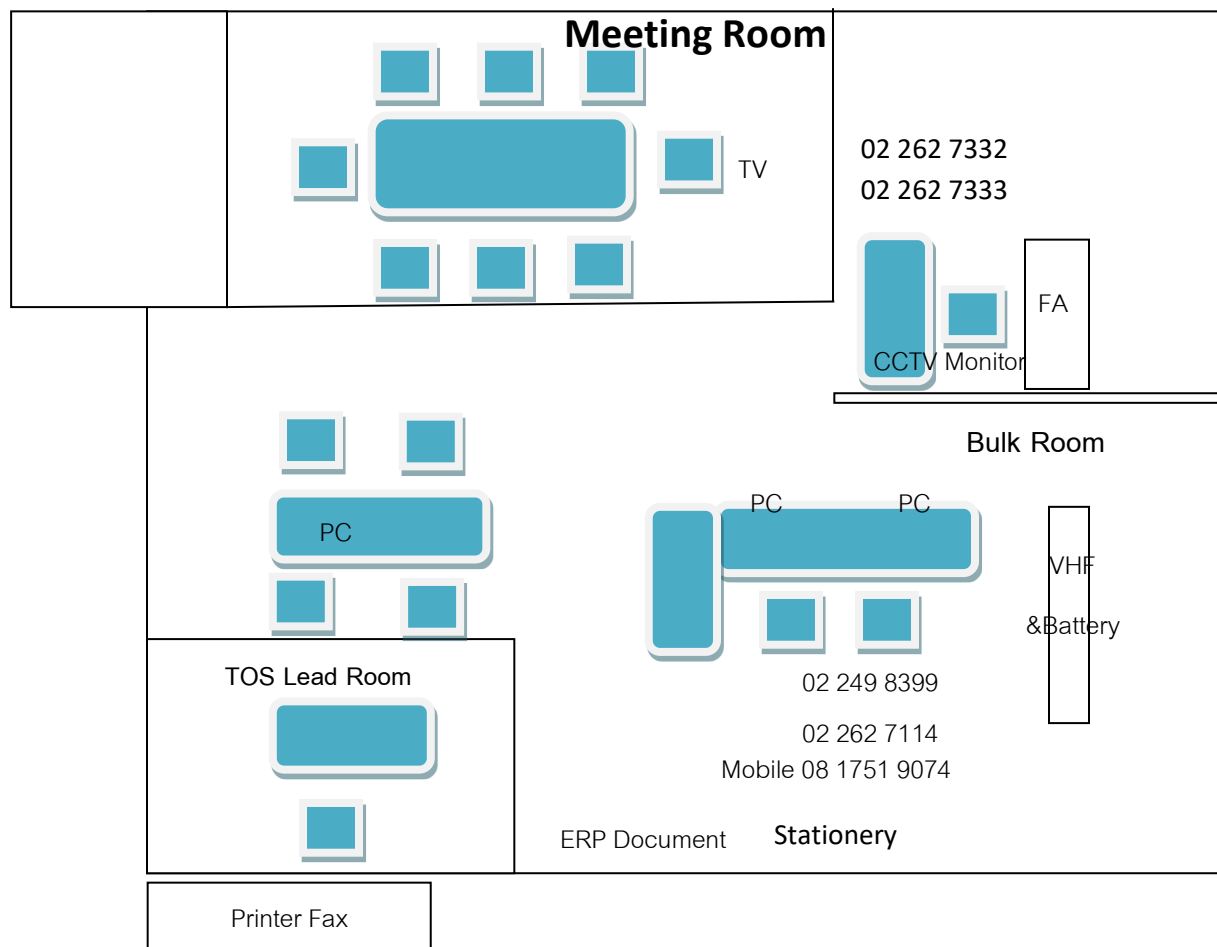 Meeting Room
TV
02 262 7332
02 262 7333
FA
CCTV Monitor
Bulk Room
PC
PC PC
VHF
&Battery
TOS Lead Room
02 249 8399
02 262 7114
Mobile 08 1751 9074
ERP Document Stationery
Printer Fax